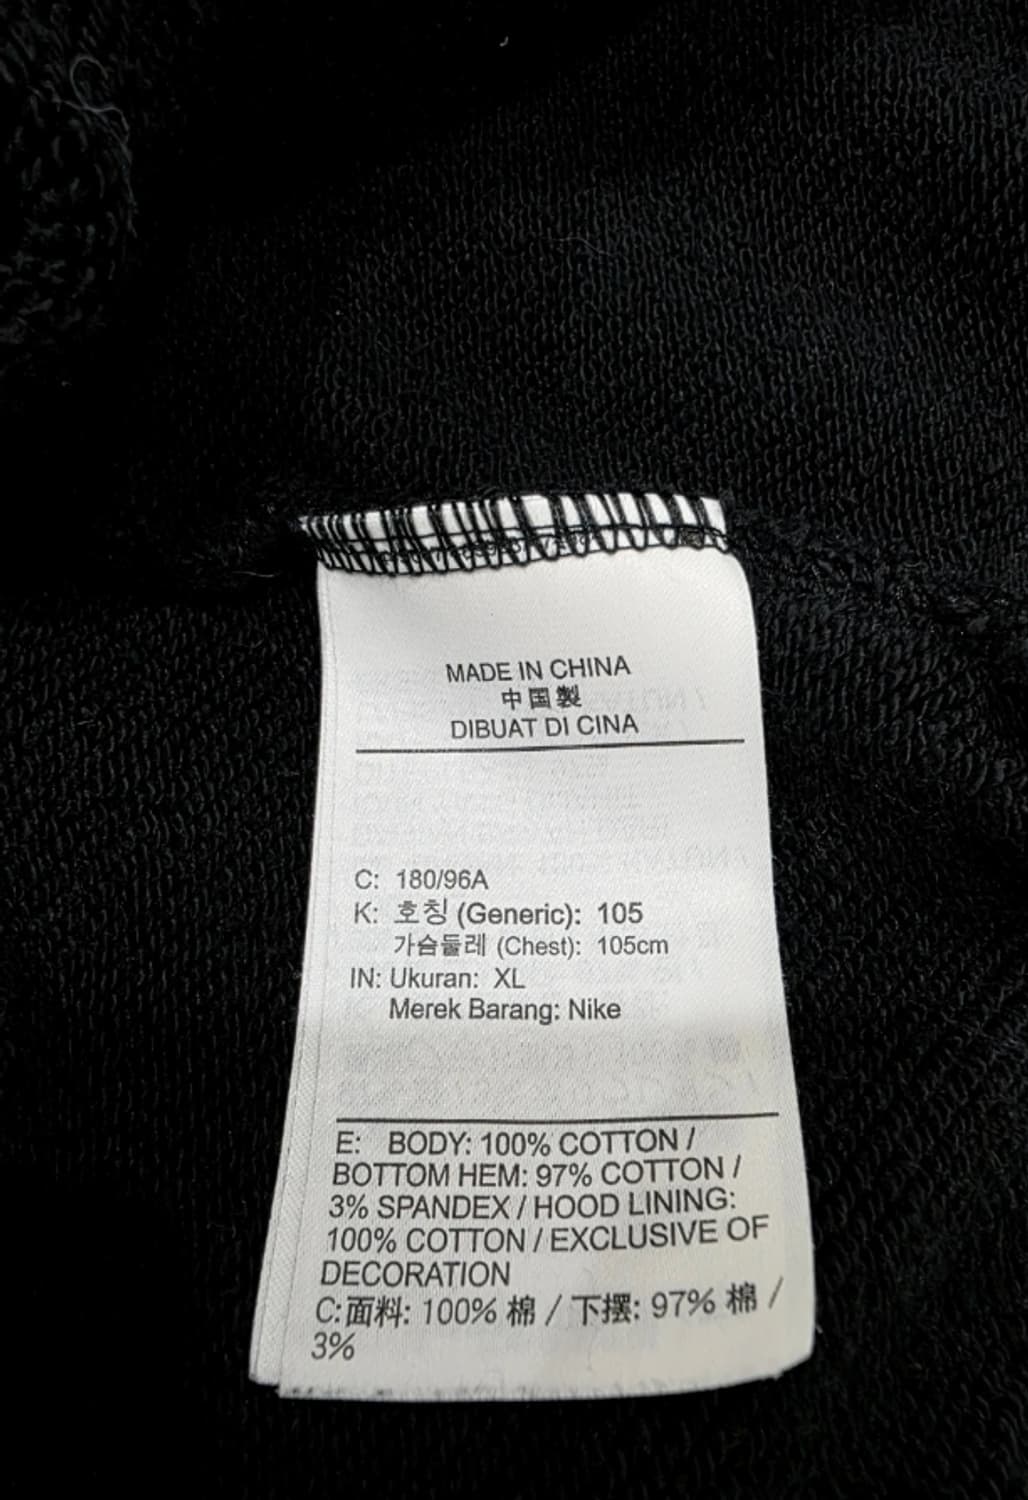 MADE IN CHINA
中国製
DIBUAT DI CINA
C: 180/96A
K: 호칭 (Generic): 105
가슴둘레 (Chest): 105cm
IN: Ukuran: XL
Merek Barang: Nike
E: BODY: 100% COTTON /
BOTTOM HEM: 97% COTTON /
3% SPANDEX / HOOD LINING:
100% COTTON / EXCLUSIVE OF
DECORATION
C:面料: 100% 棉 / 下摆: 97% 棉 /
3%